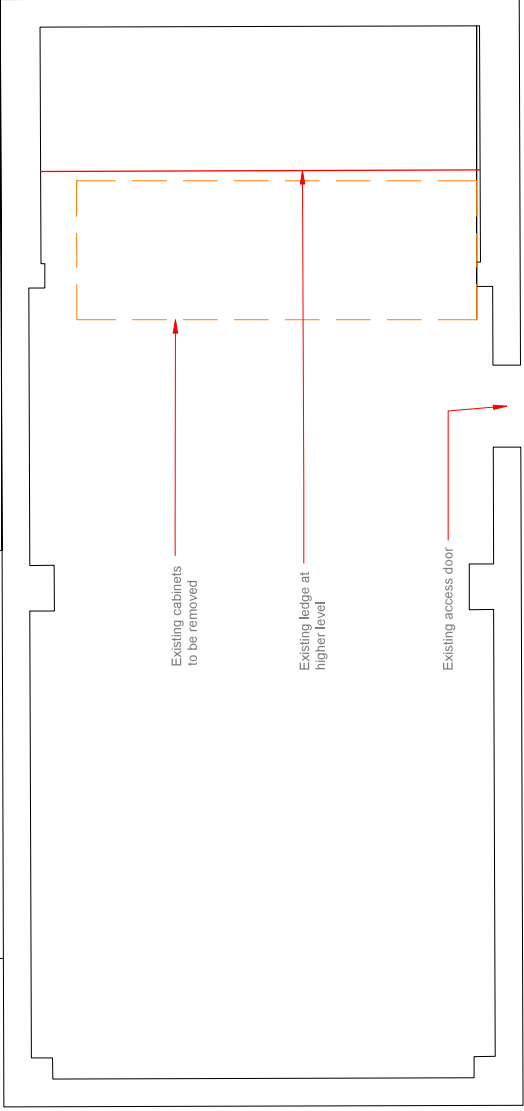 Existing cabinets
to be removed
Existing ledge at
higher level
Existing access door